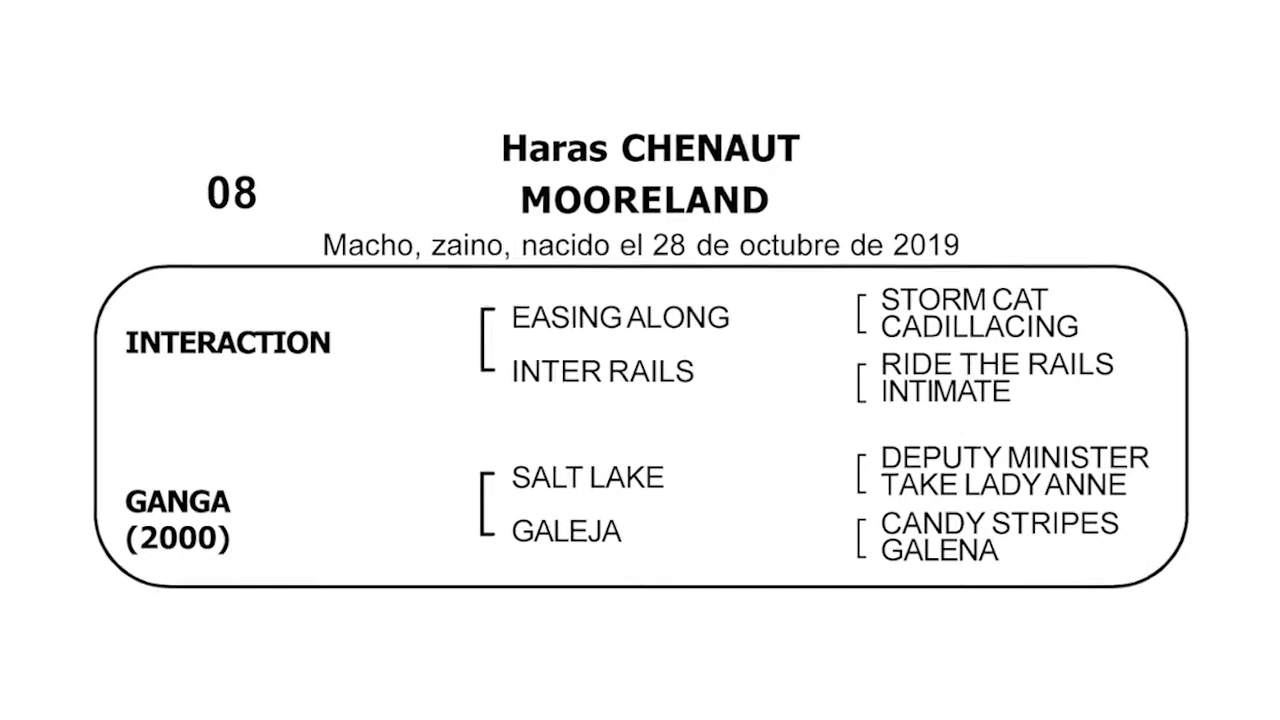 Haras CHENAUT
08
MOORELAND
Macho, zaino, nacido el 28 de octubre de 2019
INTERACTION
EASING ALONG
INTER RAILS
STORM CAT
CADILLACING
RIDE THE RAILS
INTIMATE
GANGA
(2000)
SALT LAKE
GALEJA
DEPUTY MINISTER
TAKE LADY ANNE
CANDY STRIPES
GALENA